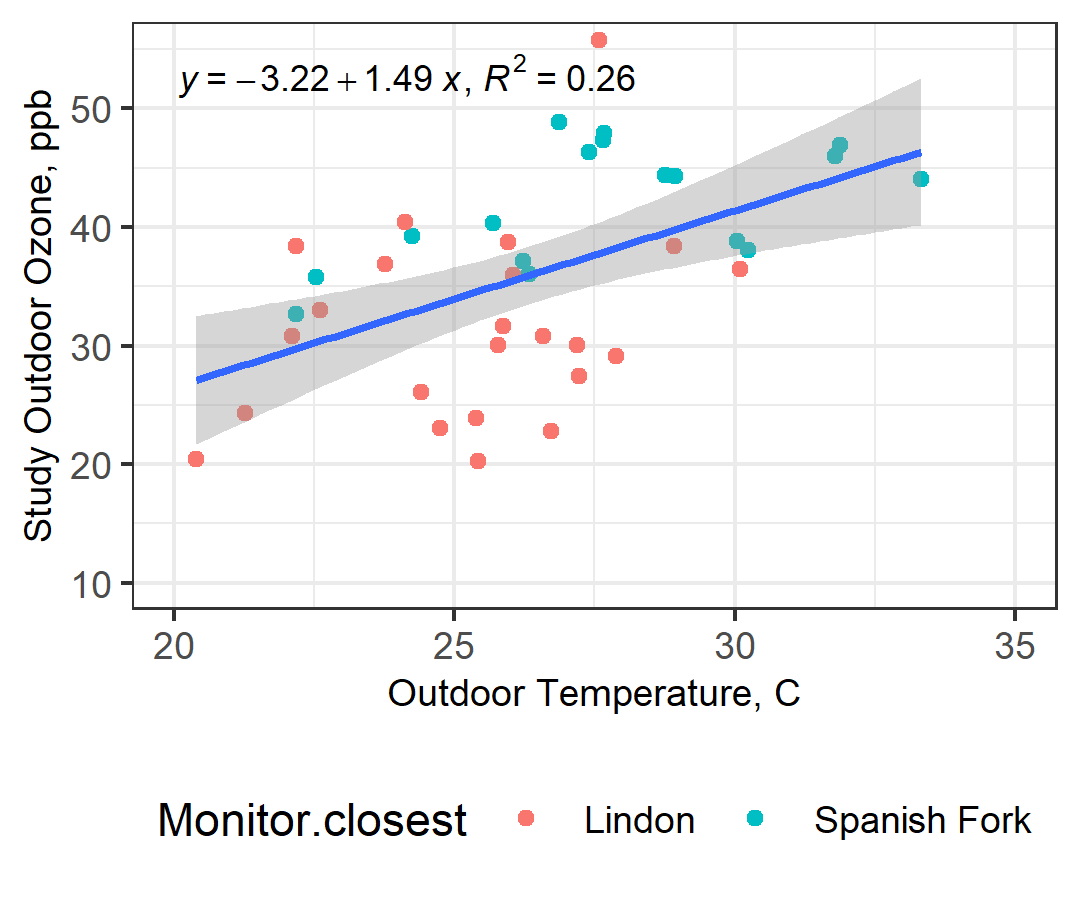 y = −3.22 + 1.49 x, R² = 0.26
Study Outdoor Ozone, ppb
50
40
30
20
10
20 25 30 35
Outdoor Temperature, C
Monitor.closest Lindon Spanish Fork